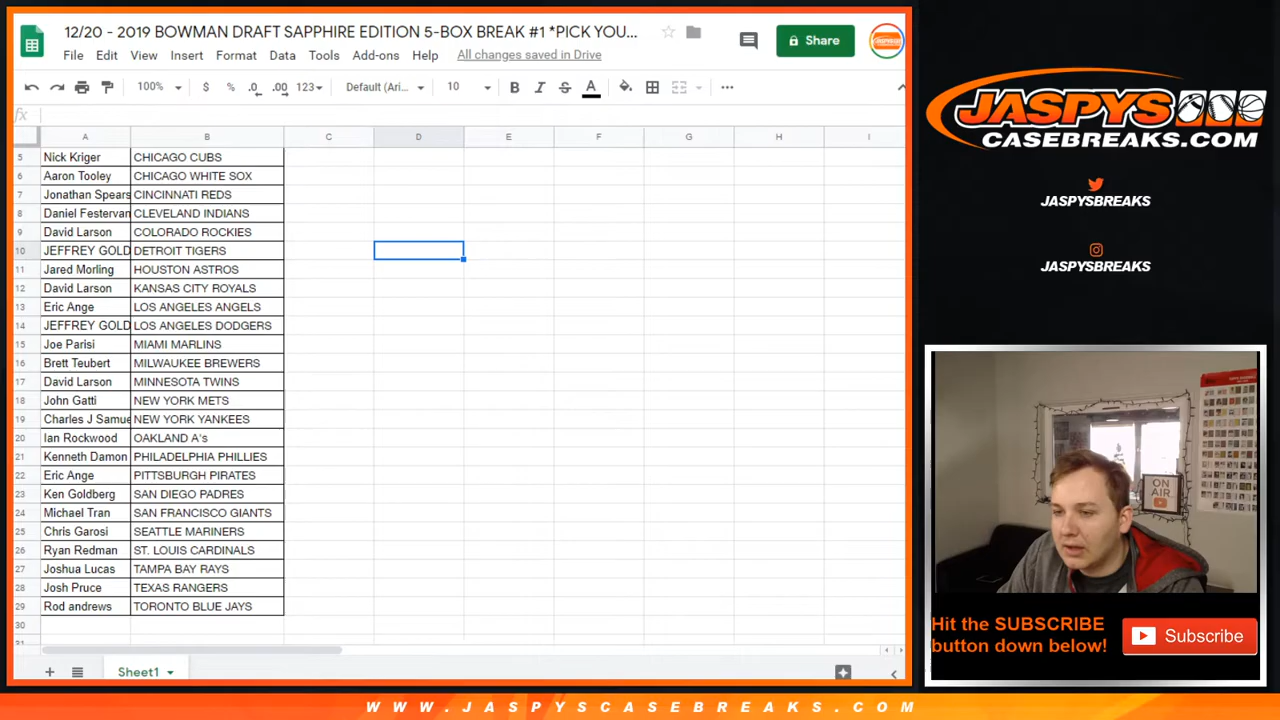 12/20 - 2019 BOWMAN DRAFT SAPPHIRE EDITION 5-BOX BREAK #1 *PICK YOU...
File Edit View Insert Format Data Tools Add-ons Help All changes saved in Drive
Share
100% $ % .0 .00 123 Default (Ari... 10 B I S A
fx
A B C D E F G H I
5 Nick Kriger CHICAGO CUBS
6 Aaron Tooley CHICAGO WHITE SOX
7 Jonathan Spears CINCINNATI REDS
8 Daniel Festervan CLEVELAND INDIANS
9 David Larson COLORADO ROCKIES
10 JEFFREY GOLD DETROIT TIGERS
11 Jared Morling HOUSTON ASTROS
12 David Larson KANSAS CITY ROYALS
13 Eric Ange LOS ANGELES ANGELS
14 JEFFREY GOLD LOS ANGELES DODGERS
15 Joe Parisi MIAMI MARLINS
16 Brett Teubert MILWAUKEE BREWERS
17 David Larson MINNESOTA TWINS
18 John Gatti NEW YORK METS
19 Charles J Samue NEW YORK YANKEES
20 Ian Rockwood OAKLAND A's
21 Kenneth Damon PHILADELPHIA PHILLIES
22 Eric Ange PITTSBURGH PIRATES
23 Ken Goldberg SAN DIEGO PADRES
24 Michael Tran SAN FRANCISCO GIANTS
25 Chris Garosi SEATTLE MARINERS
26 Ryan Redman ST. LOUIS CARDINALS
27 Joshua Lucas TAMPA BAY RAYS
28 Josh Pruce TEXAS RANGERS
29 Rod andrews TORONTO BLUE JAYS
30
31
Sheet1
JASPYS
CASEBREAKS.COM
JASPYSBREAKS
JASPYSBREAKS
ON
AIR
Hit the SUBSCRIBE
button down below!
Subscribe
WWW.JASPYSCASEBREAKS.COM